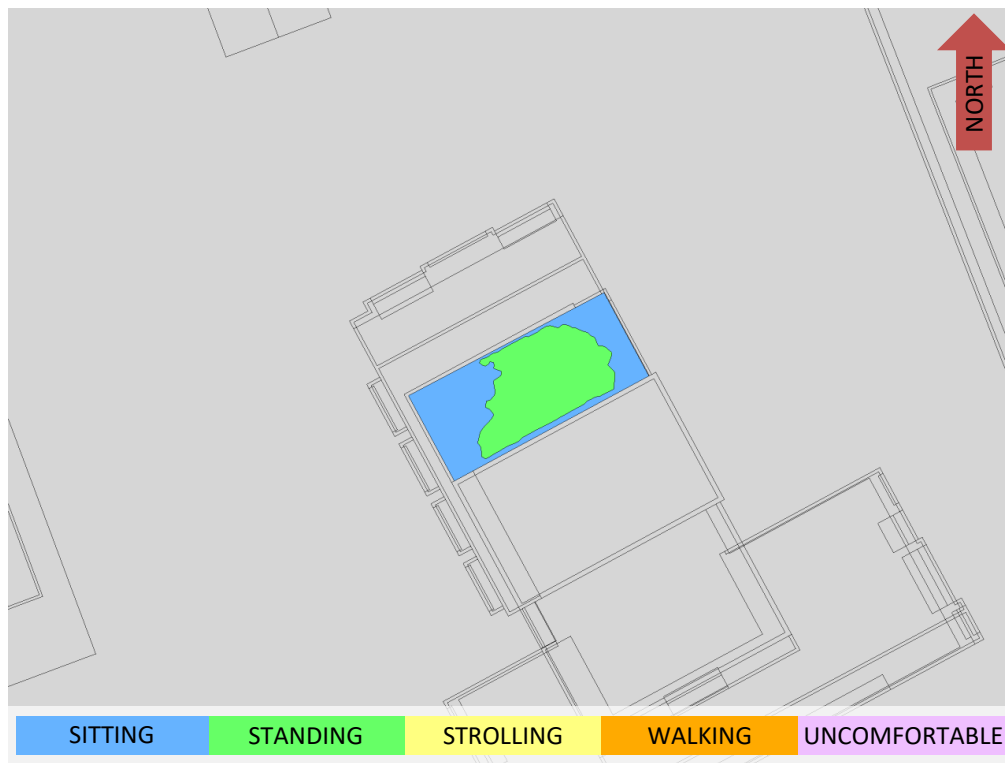 NORTH
SITTING
STANDING
STROLLING
WALKING
UNCOMFORTABLE